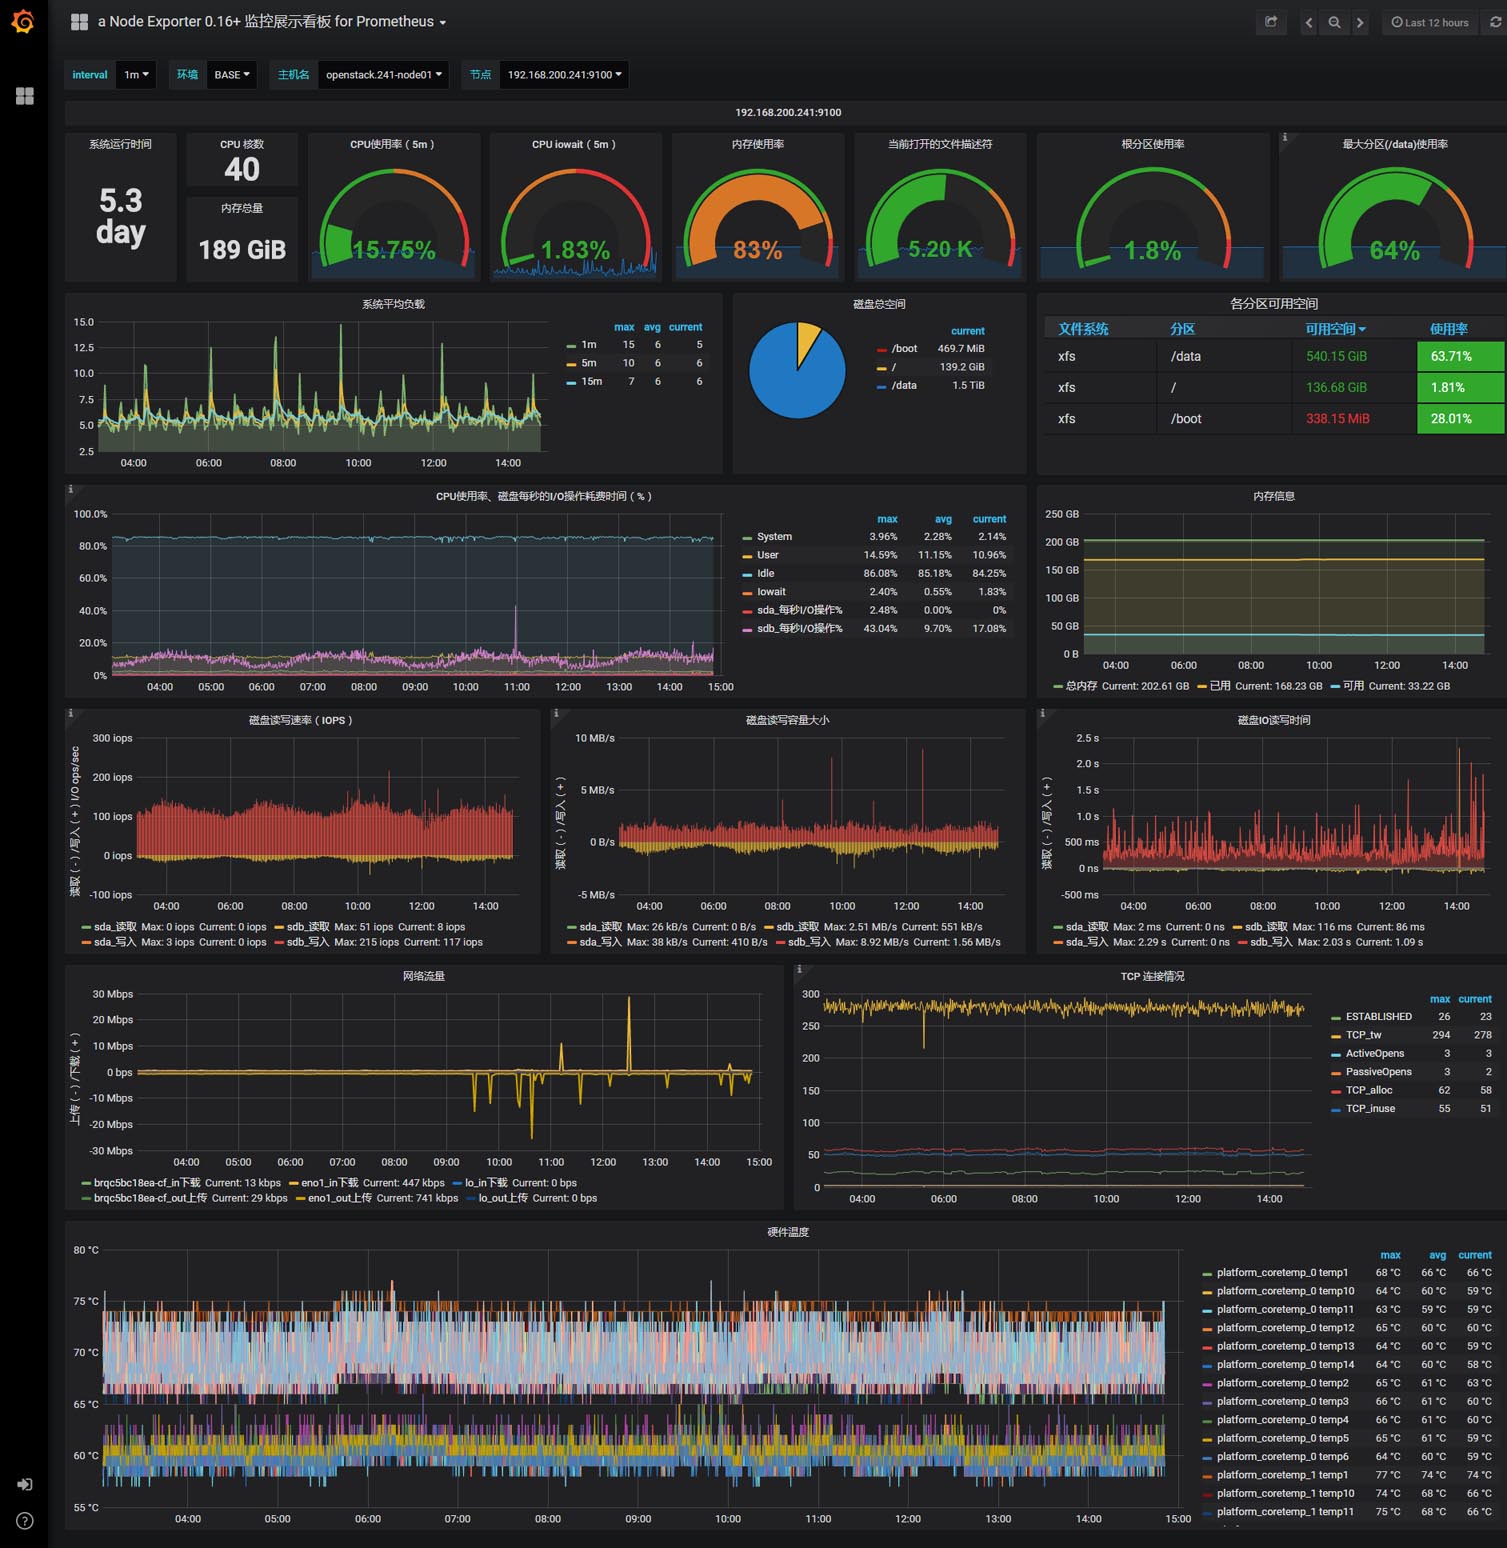 a Node Exporter 0.16+ 监控展示看板 for Prometheus
Last 12 hours
interval 1m 环境 BASE 主机名 openstack.241-node01 节点 192.168.200.241:9100
192.168.200.241:9100
系统运行时间
5.3
day
CPU 核数
40
内存总量
189 GiB
CPU使用率（5m）
15.75%
CPU iowait（5m）
1.83%
内存使用率
83%
当前打开的文件描述符
5.20 K
根分区使用率
1.8%
最大分区(/data)使用率
64%
系统平均负载
15.0
12.5
10.0
7.5
5.0
2.5
04:00 06:00 08:00 10:00 12:00 14:00
max avg current
1m 15 6 5
5m 10 6 6
15m 7 6 6
磁盘总空间
current
/boot 469.7 MiB
/ 139.2 GiB
/data 1.5 TiB
各分区可用空间
文件系统 分区 可用空间 使用率
xfs /data 540.15 GiB 63.71%
xfs / 136.68 GiB 1.81%
xfs /boot 338.15 MiB 28.01%
CPU使用率、磁盘每秒的I/O操作耗费时间（%）
100.0%
80.0%
60.0%
40.0%
20.0%
0%
04:00 05:00 06:00 07:00 08:00 09:00 10:00 11:00 12:00 13:00 14:00 15:00
max avg current
System 3.96% 2.28% 2.14%
User 14.59% 11.15% 10.96%
Idle 86.08% 85.18% 84.25%
Iowait 2.40% 0.55% 1.83%
sda_每秒I/O操作% 2.48% 0.00% 0%
sdb_每秒I/O操作% 43.04% 9.70% 17.08%
内存信息
250 GB
200 GB
150 GB
100 GB
50 GB
0 B
04:00 06:00 08:00 10:00 12:00 14:00
总内存 Current: 202.61 GB 已用 Current: 168.23 GB 可用 Current: 33.22 GB
磁盘读写速率（IOPS）
读取（-）/写入（+）I/O ops/sec
300 iops
200 iops
100 iops
0 iops
-100 iops
04:00 06:00 08:00 10:00 12:00 14:00
sda_读取 Max: 0 iops Current: 0 iops sdb_读取 Max: 51 iops Current: 8 iops
sda_写入 Max: 3 iops Current: 0 iops sdb_写入 Max: 215 iops Current: 117 iops
磁盘读写容量大小
读取（-）/写入（+）
10 MB/s
5 MB/s
0 B/s
-5 MB/s
04:00 06:00 08:00 10:00 12:00 14:00
sda_读取 Max: 26 kB/s Current: 0 B/s sdb_读取 Max: 2.51 MB/s Current: 551 kB/s
sda_写入 Max: 38 kB/s Current: 410 B/s sdb_写入 Max: 8.92 MB/s Current: 1.56 MB/s
磁盘IO读写时间
读取（-）/写入（+）
2.5 s
2.0 s
1.5 s
1.0 s
500 ms
0 ns
-500 ms
04:00 06:00 08:00 10:00 12:00 14:00
sda_读取 Max: 2 ms Current: 0 ns sdb_读取 Max: 116 ms Current: 86 ms
sda_写入 Max: 2.29 s Current: 0 ns sdb_写入 Max: 2.03 s Current: 1.09 s
网络流量
上传（-）/下载（+）
30 Mbps
20 Mbps
10 Mbps
0 bps
-10 Mbps
-20 Mbps
-30 Mbps
04:00 05:00 06:00 07:00 08:00 09:00 10:00 11:00 12:00 13:00 14:00 15:00
brqc5bc18ea-cf_in下载 Current: 13 kbps eno1_in下载 Current: 447 kbps lo_in下载 Current: 0 bps
brqc5bc18ea-cf_out上传 Current: 29 kbps eno1_out上传 Current: 741 kbps lo_out上传 Current: 0 bps
TCP 连接情况
300
250
200
150
100
50
0
04:00 06:00 08:00 10:00 12:00 14:00
max current
ESTABLISHED 26 23
TCP_tw 294 278
ActiveOpens 3 3
PassiveOpens 3 2
TCP_alloc 62 58
TCP_inuse 55 51
硬件温度
80 °C
75 °C
70 °C
65 °C
60 °C
55 °C
04:00 05:00 06:00 07:00 08:00 09:00 10:00 11:00 12:00 13:00 14:00 15:00
max avg current
platform_coretemp_0 temp1 68 °C 66 °C 66 °C
platform_coretemp_0 temp10 64 °C 60 °C 59 °C
platform_coretemp_0 temp11 63 °C 59 °C 59 °C
platform_coretemp_0 temp12 65 °C 60 °C 60 °C
platform_coretemp_0 temp13 64 °C 60 °C 59 °C
platform_coretemp_0 temp14 64 °C 60 °C 58 °C
platform_coretemp_0 temp2 65 °C 61 °C 63 °C
platform_coretemp_0 temp3 66 °C 61 °C 60 °C
platform_coretemp_0 temp4 66 °C 61 °C 60 °C
platform_coretemp_0 temp5 65 °C 61 °C 59 °C
platform_coretemp_0 temp6 64 °C 60 °C 59 °C
platform_coretemp_1 temp1 77 °C 74 °C 74 °C
platform_coretemp_1 temp10 74 °C 68 °C 66 °C
platform_coretemp_1 temp11 75 °C 68 °C 66 °C